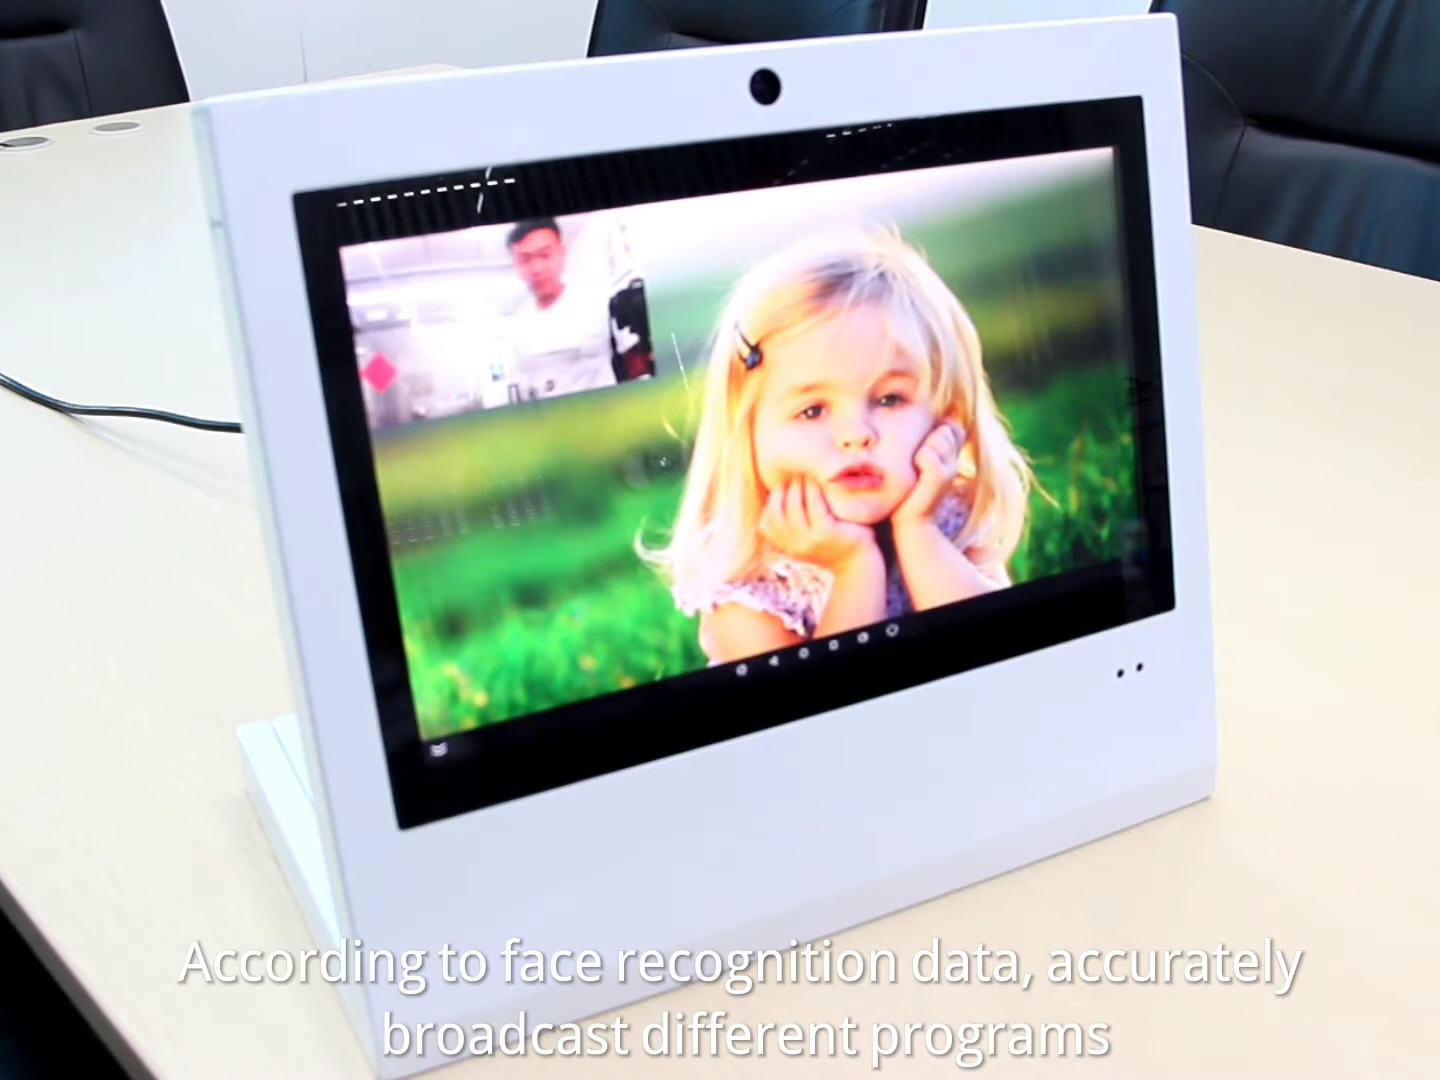 According to face recognition data, accurately
broadcast different programs